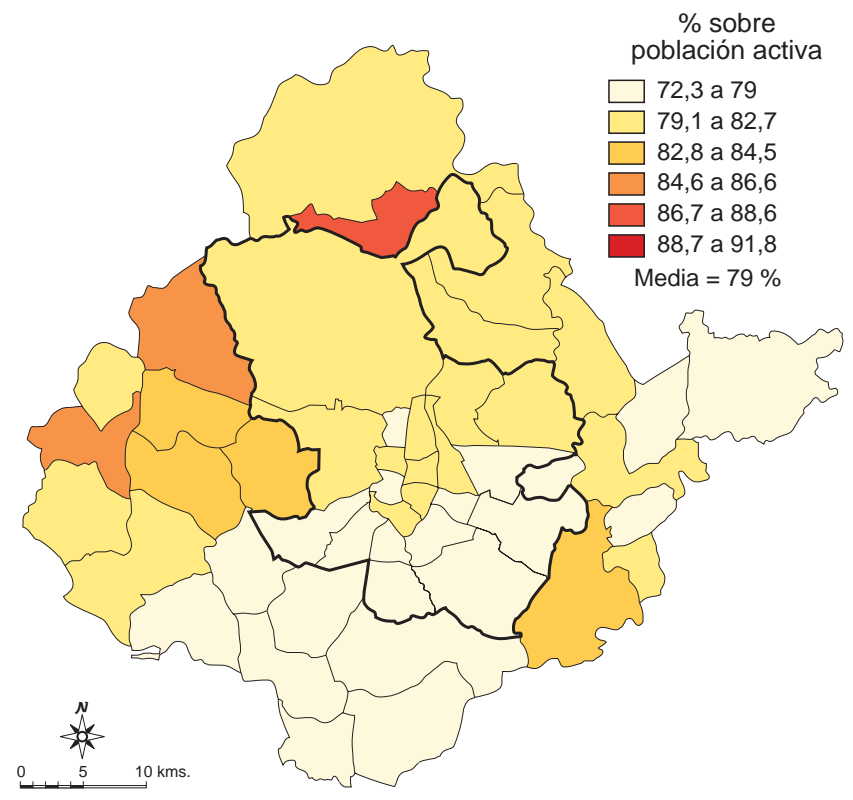 % sobre
población activa
72,3 a 79
79,1 a 82,7
82,8 a 84,5
84,6 a 86,6
86,7 a 88,6
88,7 a 91,8
Media = 79 %
N
0 5 10 kms.